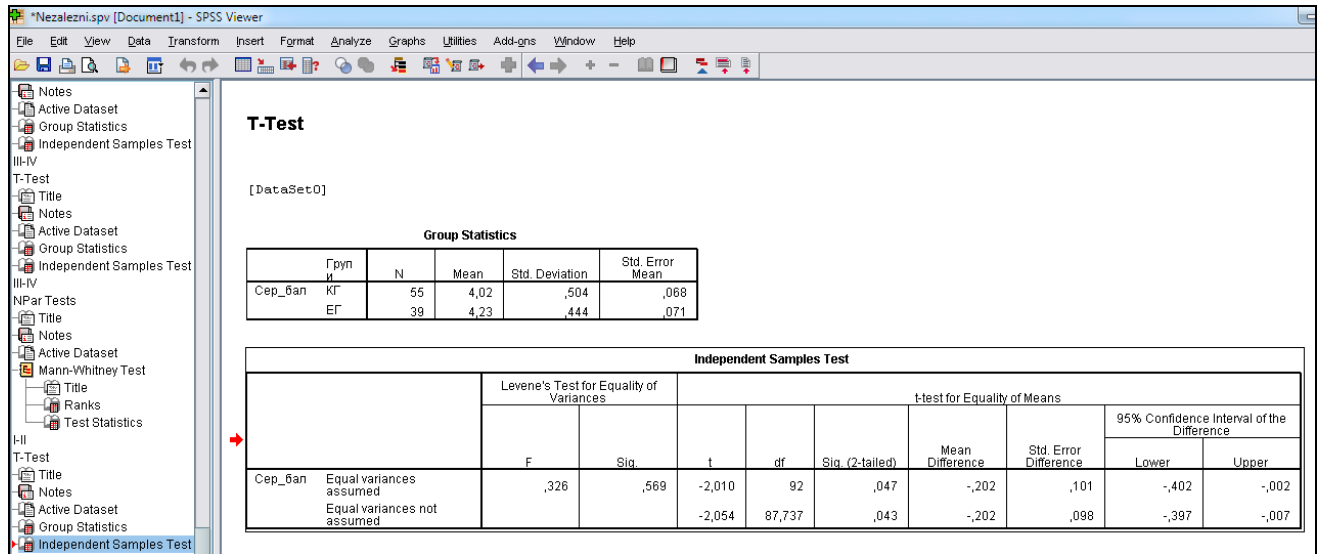 *Nezalezni.spv [Document1] - SPSS Viewer
File Edit View Data Transform Insert Format Analyze Graphs Utilities Add-ons Window Help
Notes
Active Dataset
Group Statistics
Independent Samples Test
III-IV
T-Test
Title
Notes
Active Dataset
Group Statistics
Independent Samples Test
III-IV
NPar Tests
Title
Notes
Active Dataset
Mann-Whitney Test
Title
Ranks
Test Statistics
I-II
T-Test
Title
Notes
Active Dataset
Group Statistics
Independent Samples Test
T-Test
[DataSet0]
Group Statistics
Груп
и N Mean Std. Deviation Std. Error
Mean
Сер_бал КГ 55 4,02 ,504 ,068
ЕГ 39 4,23 ,444 ,071
Independent Samples Test
Levene's Test for Equality of
Variances t-test for Equality of Means
95% Confidence Interval of the
Difference
F Sig. t df Sig. (2-tailed) Mean
Difference Std. Error
Difference Lower Upper
Сер_бал Equal variances
assumed ,326 ,569 -2,010 92 ,047 -,202 ,101 -,402 -,002
Equal variances not
assumed -2,054 87,737 ,043 -,202 ,098 -,397 -,007